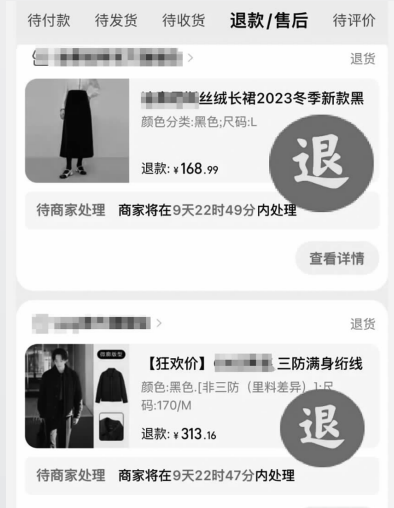 待付款 待发货 待收货 退款/售后 待评价
退货
丝绒长裙2023冬季新款黑
颜色分类:黑色;尺码:L
退款: ¥168.99
退
待商家处理 商家将在9天22时49分内处理
查看详情
退货
【狂欢价】 三防满身绗线
颜色:黑色.[非三防（里料差异）];尺
码:170/M
退款: ¥313.16
退
待商家处理 商家将在9天22时47分内处理